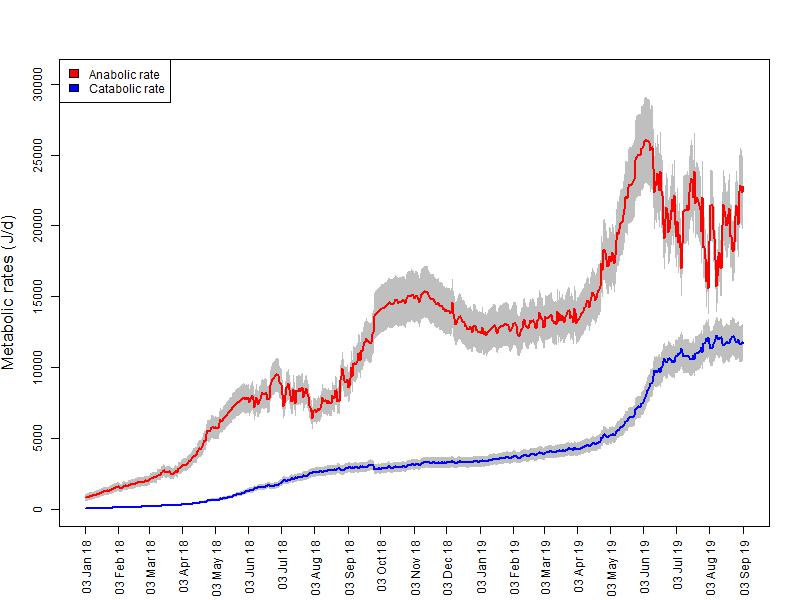 Anabolic rate
Catabolic rate
Metabolic rates (J/d)
30000
25000
20000
15000
10000
5000
0
03 Jan 18
03 Feb 18
03 Mar 18
03 Apr 18
03 May 18
03 Jun 18
03 Jul 18
03 Aug 18
03 Sep 18
03 Oct 18
03 Nov 18
03 Dec 18
03 Jan 19
03 Feb 19
03 Mar 19
03 Apr 19
03 May 19
03 Jun 19
03 Jul 19
03 Aug 19
03 Sep 19